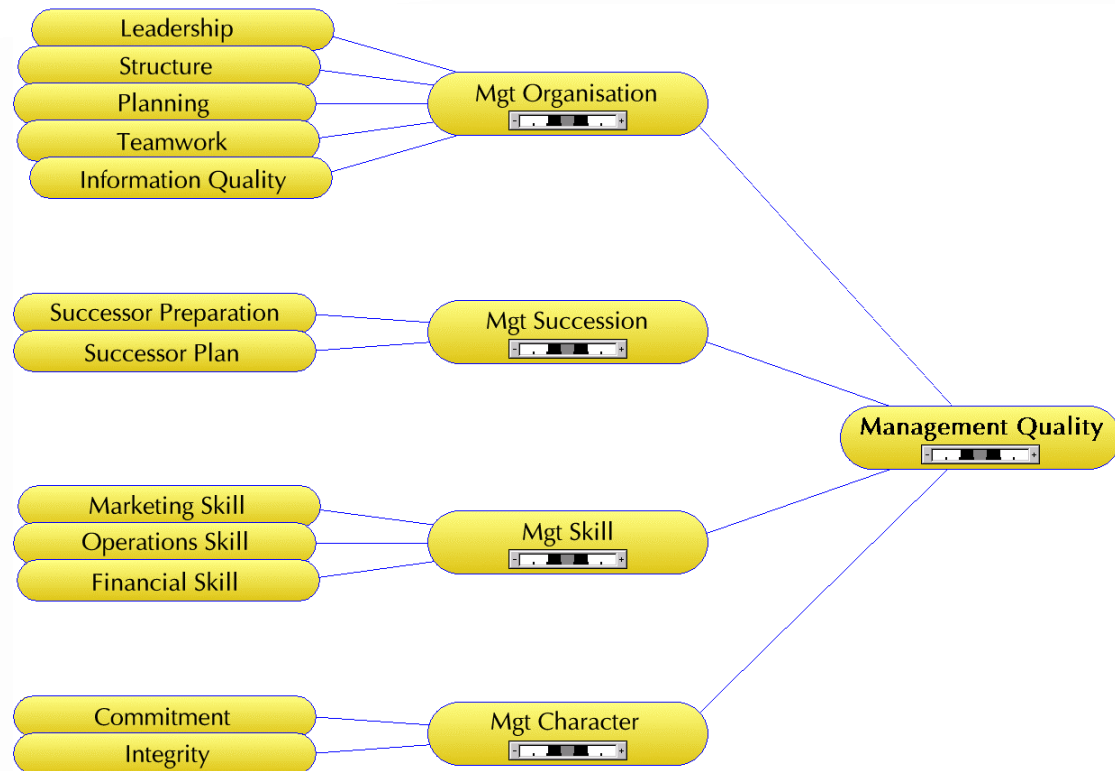 Leadership
Structure
Planning
Teamwork
Information Quality
Mgt Organisation
- +
Successor Preparation
Successor Plan
Mgt Succession
- +
Management Quality
- +
Marketing Skill
Operations Skill
Financial Skill
Mgt Skill
- +
Commitment
Integrity
Mgt Character
- +